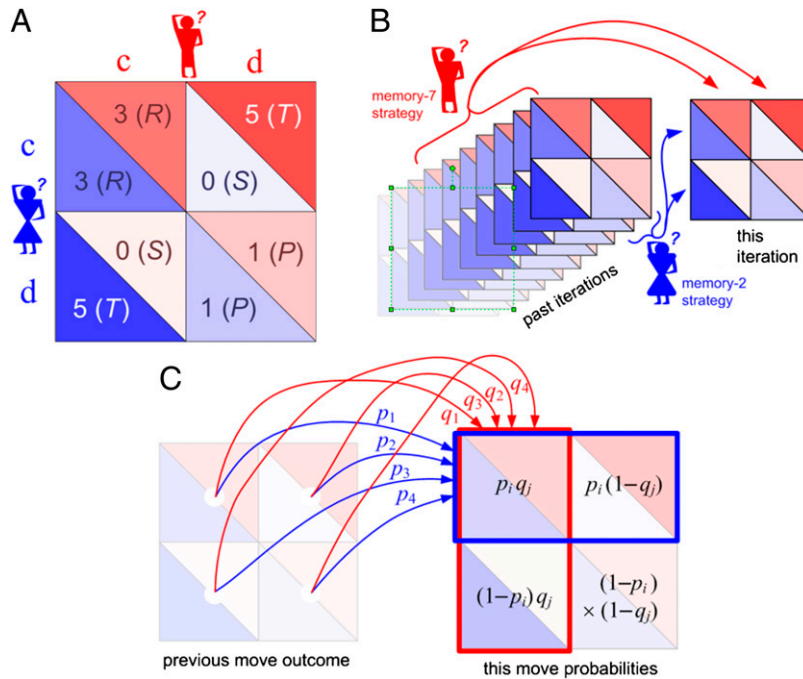 A
?
c
d
c
?
d
3 (R)
3 (R)
5 (T)
0 (S)
0 (S)
5 (T)
1 (P)
1 (P)
B
?
memory-7
strategy
past iterations
?
memory-2
strategy
this
iteration
C
p1
p2
p3
p4
q1
q3
q2
q4
pi qj
pi (1–qj)
(1–pi) qj
(1–pi)
× (1–qj)
previous move outcome
this move probabilities